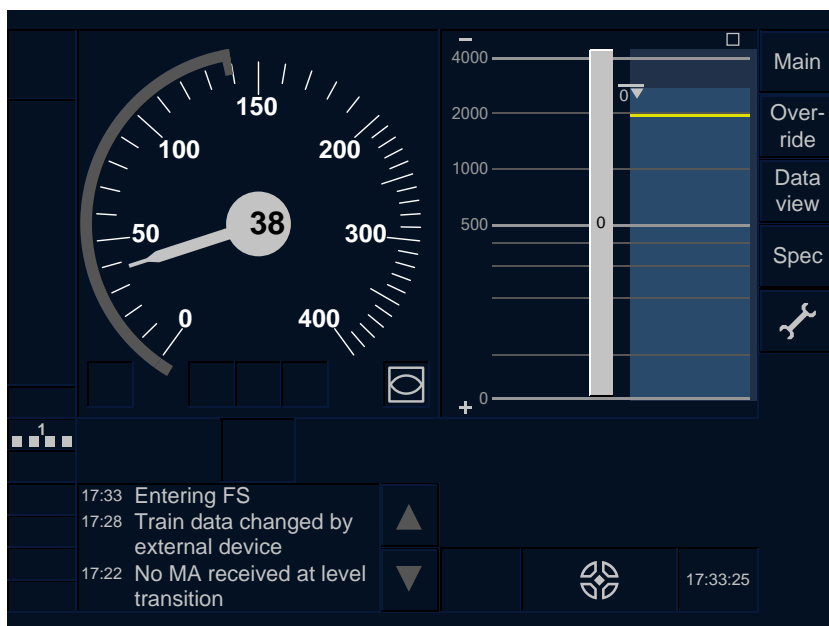 150
100
200
50
38
300
0
400
4000
2000
1000
500
0
0
0
Main
Over-
ride
Data
view
Spec
1
17:33 Entering FS
17:28 Train data changed by
external device
17:22 No MA received at level
transition
17:33:25